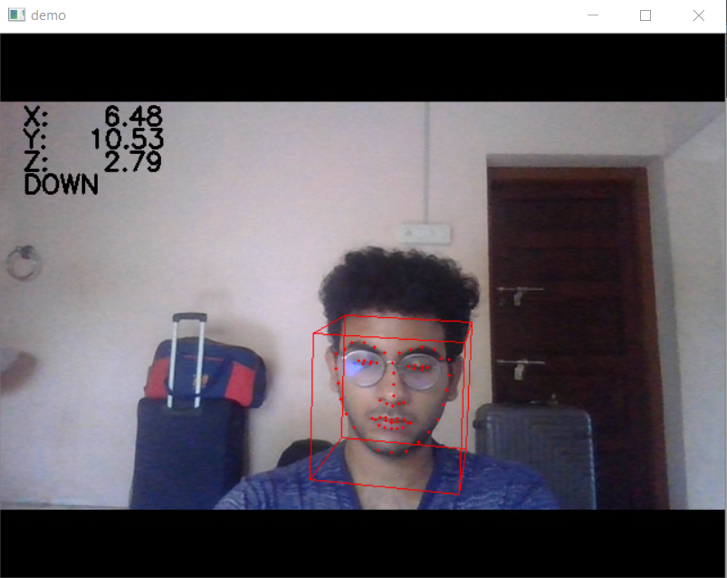 demo
X: 6.48
Y: 10.53
Z: 2.79
DOWN